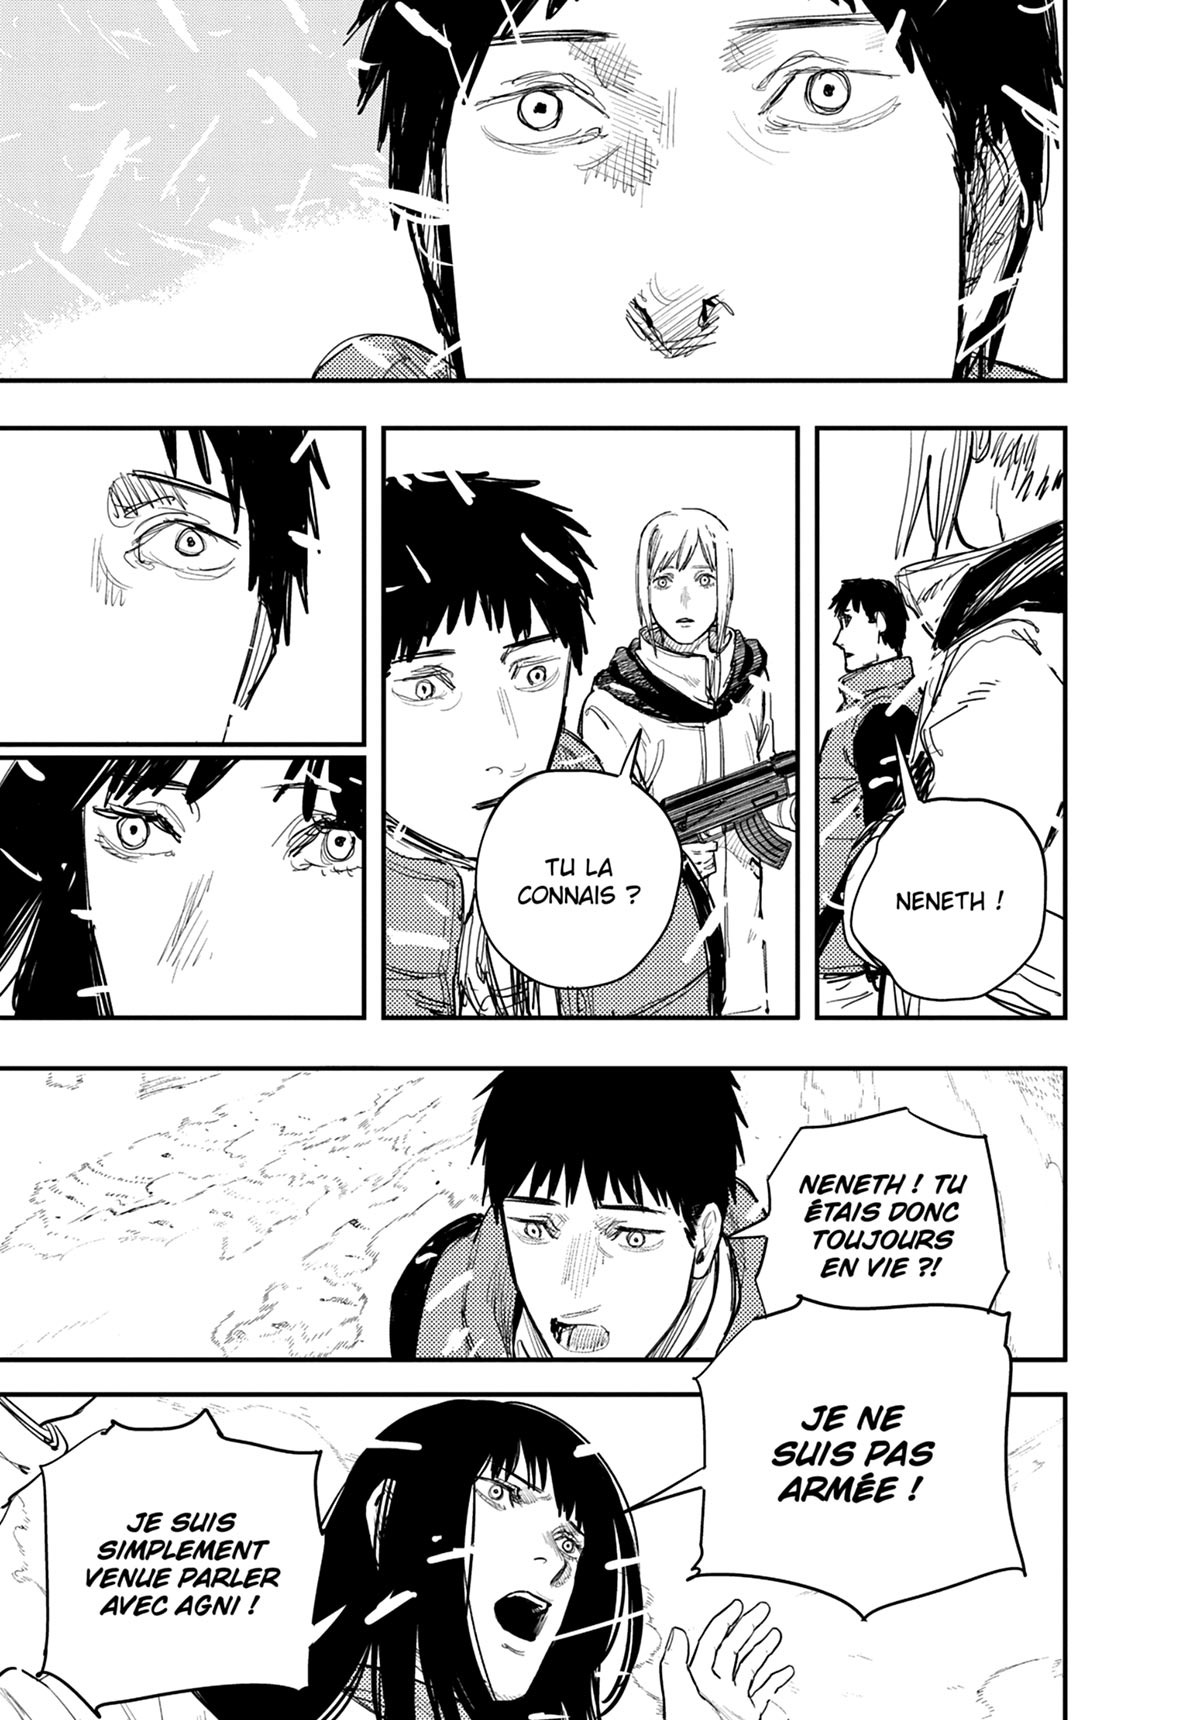 NENETH !
TU LA
CONNAIS ?
NENETH ! TU
ÉTAIS DONC
TOUJOURS
EN VIE ?!
JE NE
SUIS PAS
ARMÉE !
JE SUIS
SIMPLEMENT
VENUE PARLER
AVEC AGNI !